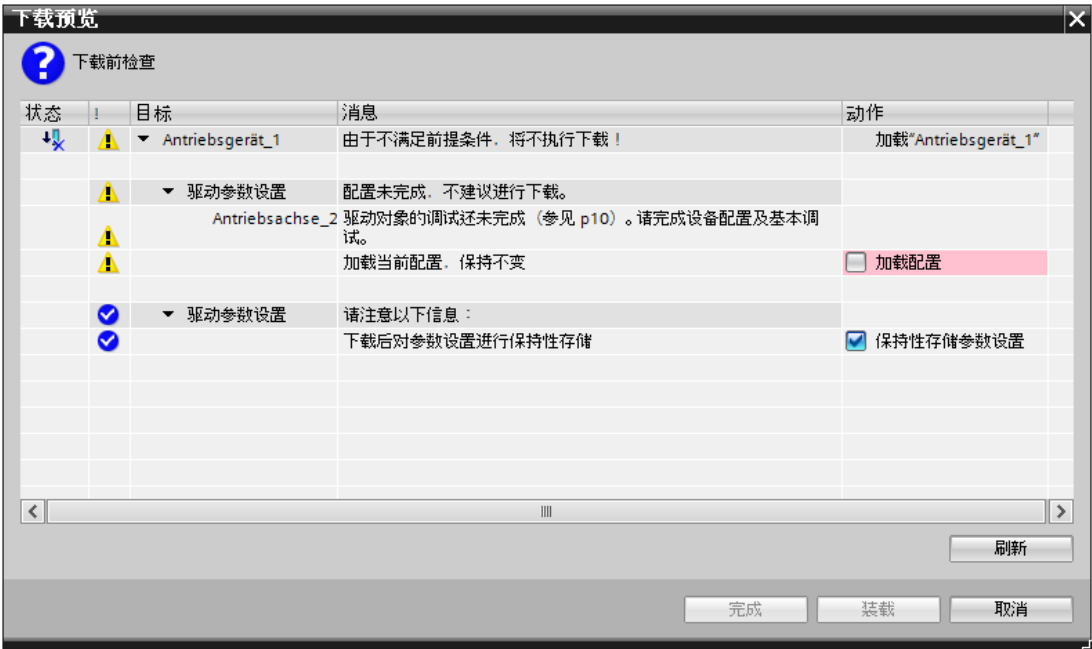 下载预览
下载前检查
状态 ! 目标 消息 动作
Antriebsgerät_1 由于不满足前提条件，将不执行下载！ 加载"Antriebsgerät_1"
驱动参数设置 配置未完成，不建议进行下载。
Antriebsachse_2 驱动对象的调试还未完成（参见 p10）。请完成设备配置及基本调
试。
加载当前配置，保持不变 加载配置
驱动参数设置 请注意以下信息：
下载后对参数设置进行保持性存储 保持性存储参数设置
刷新
完成 装载 取消